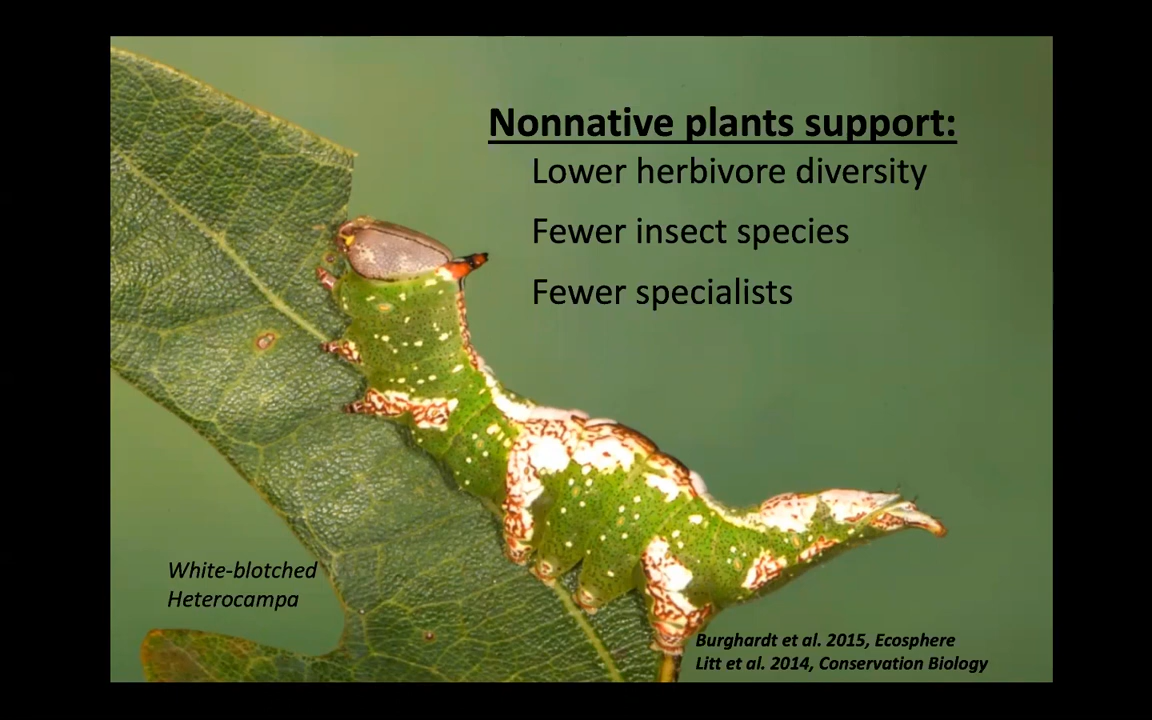 Nonnative plants support:
Lower herbivore diversity
Fewer insect species
Fewer specialists
White-blotched
Heterocampa
Burghardt et al. 2015, Ecosphere
Litt et al. 2014, Conservation Biology